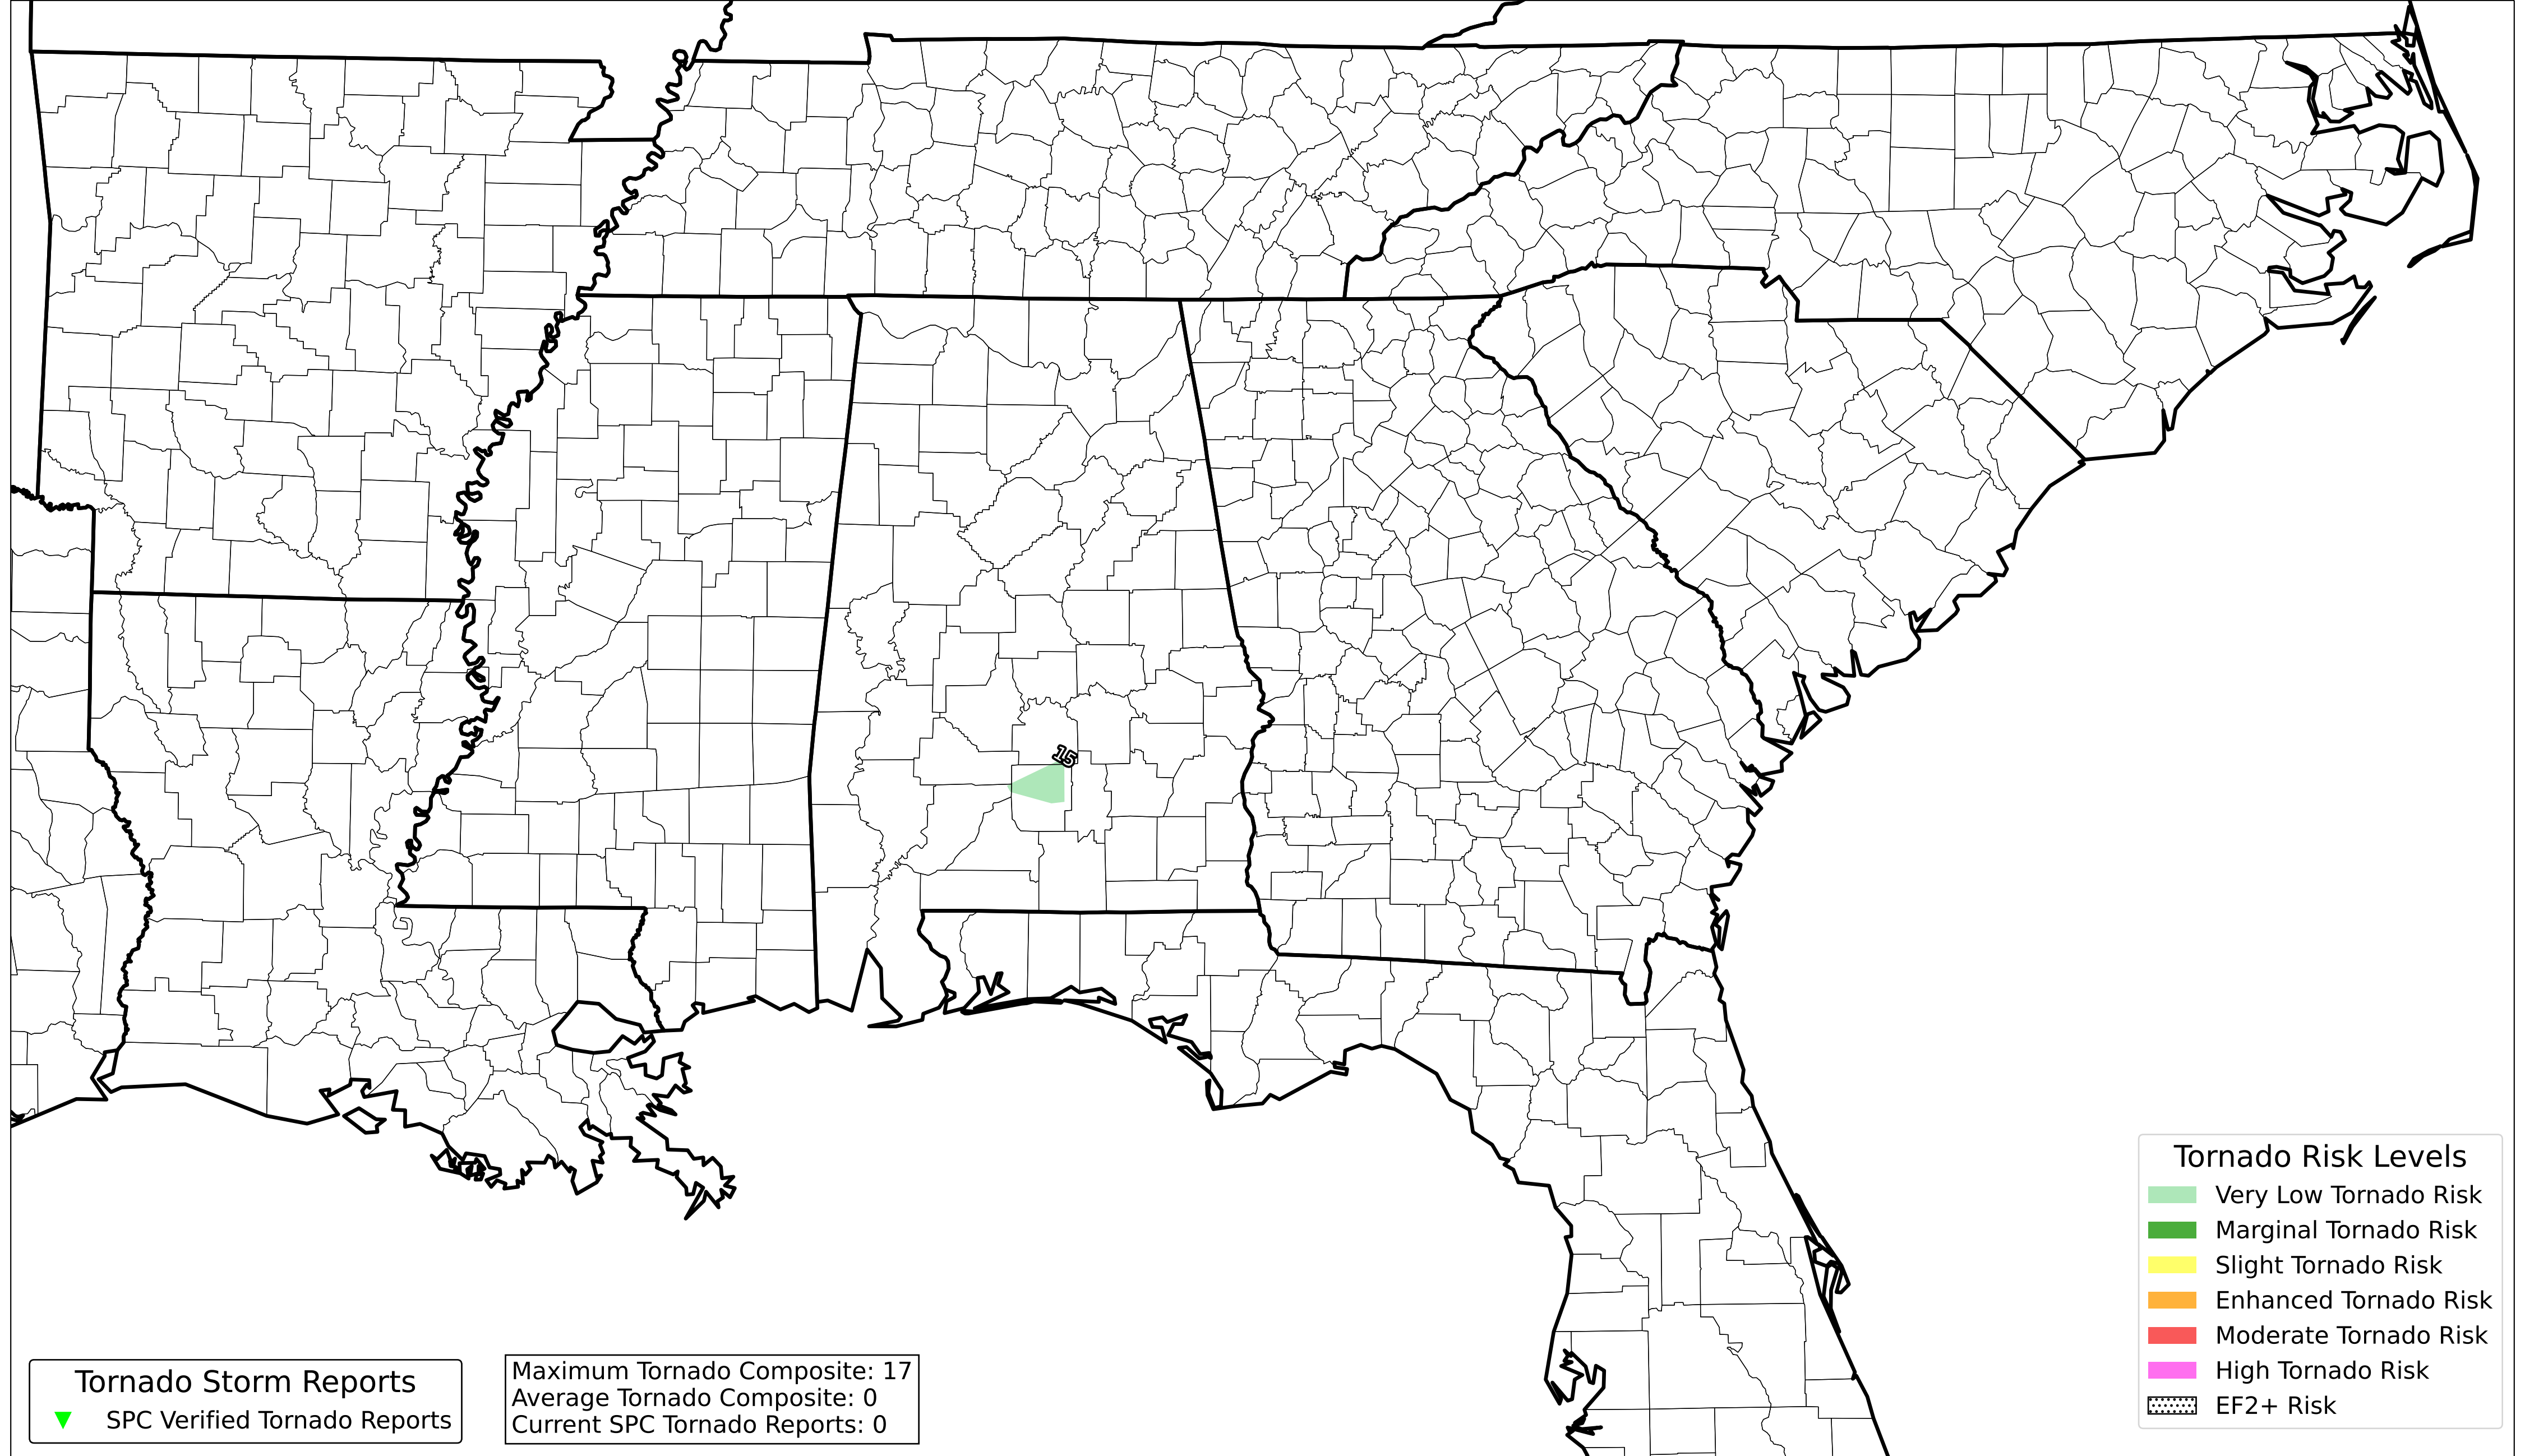 15
Tornado Risk Levels
Very Low Tornado Risk
Marginal Tornado Risk
Slight Tornado Risk
Enhanced Tornado Risk
Moderate Tornado Risk
High Tornado Risk
EF2+ Risk
Tornado Storm Reports
SPC Verified Tornado Reports
Maximum Tornado Composite: 17
Average Tornado Composite: 0
Current SPC Tornado Reports: 0